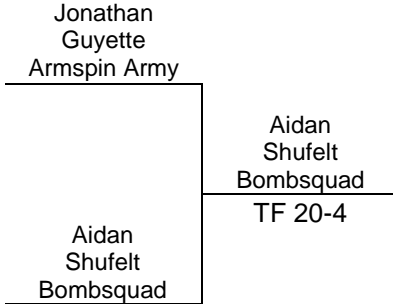 Jonathan
Guyette
Armspin Army
Aidan
Shufelt
Bombsquad
TF 20-4
Aidan
Shufelt
Bombsquad